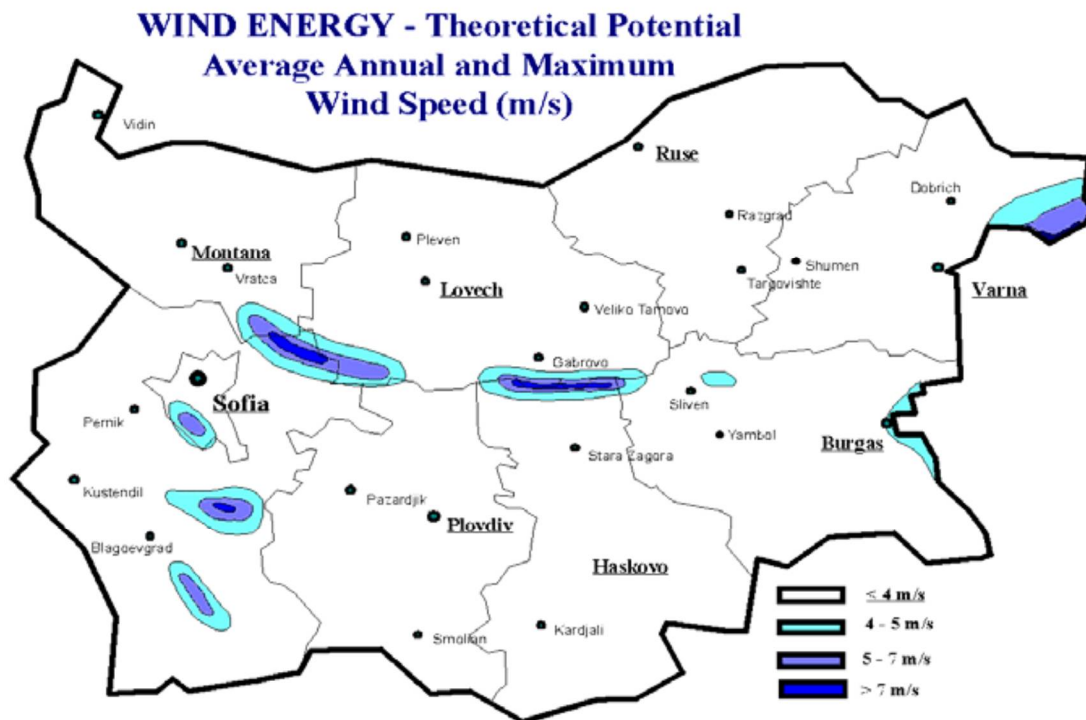 WIND ENERGY - Theoretical Potential
Average Annual and Maximum
Wind Speed (m/s)
Vidin
Ruse
Dobrich
Razgrad
Pleven
Montana
Vratca
Shumen
Targovishte
Varna
Lovech
Veliko Tarnovo
Gabrovo
Sofia
Sliven
Pernik
Yambol
Burgas
Stara Zagora
Kustendil
Pazardjik
Plovdiv
Blagoevgrad
Haskovo
≤ 4 m/s
4 - 5 m/s
Smolian
Kardjali
5 - 7 m/s
> 7 m/s